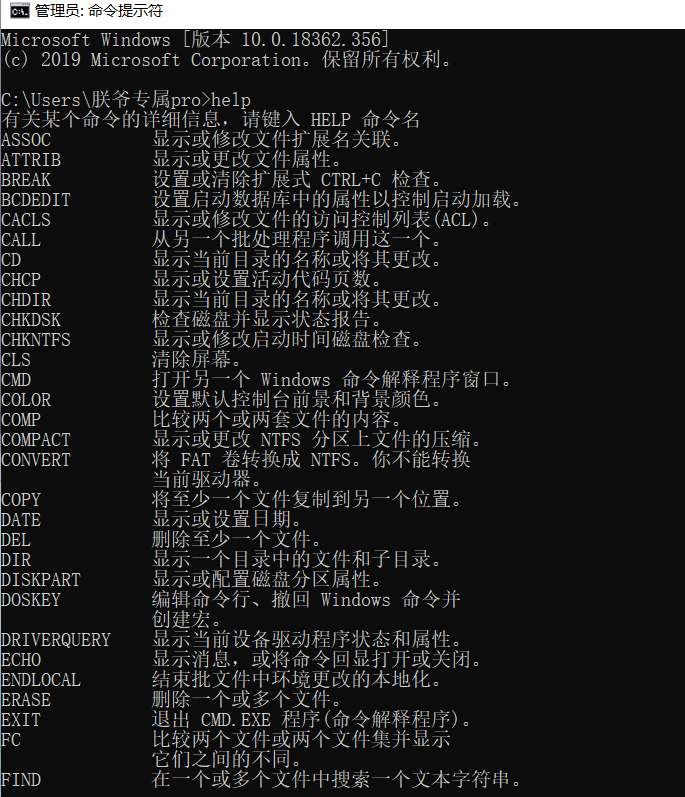 管理员: 命令提示符
Microsoft Windows [版本 10.0.18362.356]
(c) 2019 Microsoft Corporation。保留所有权利。
C:\Users\朕爷专属pro>help
有关某个命令的详细信息，请键入 HELP 命令名
ASSOC          显示或修改文件扩展名关联。
ATTRIB         显示或更改文件属性。
BREAK          设置或清除扩展式 CTRL+C 检查。
BCDEDIT        设置启动数据库中的属性以控制启动加载。
CACLS          显示或修改文件的访问控制列表(ACL)。
CALL           从另一个批处理程序调用这一个。
CD             显示当前目录的名称或将其更改。
CHCP           显示或设置活动代码页数。
CHDIR          显示当前目录的名称或将其更改。
CHKDSK         检查磁盘并显示状态报告。
CHKNTFS        显示或修改启动时间磁盘检查。
CLS            清除屏幕。
CMD            打开另一个 Windows 命令解释程序窗口。
COLOR          设置默认控制台前景和背景颜色。
COMP           比较两个或两套文件的内容。
COMPACT        显示或更改 NTFS 分区上文件的压缩。
CONVERT        将 FAT 卷转换成 NTFS。你不能转换
               当前驱动器。
COPY           将至少一个文件复制到另一个位置。
DATE           显示或设置日期。
DEL            删除至少一个文件。
DIR            显示一个目录中的文件和子目录。
DISKPART       显示或配置磁盘分区属性。
DOSKEY         编辑命令行、撤回 Windows 命令并
               创建宏。
DRIVERQUERY    显示当前设备驱动程序状态和属性。
ECHO           显示消息，或将命令回显打开或关闭。
ENDLOCAL       结束批文件中环境更改的本地化。
ERASE          删除一个或多个文件。
EXIT           退出 CMD.EXE 程序(命令解释程序)。
FC             比较两个文件或两个文件集并显示
               它们之间的不同。
FIND           在一个或多个文件中搜索一个文本字符串。